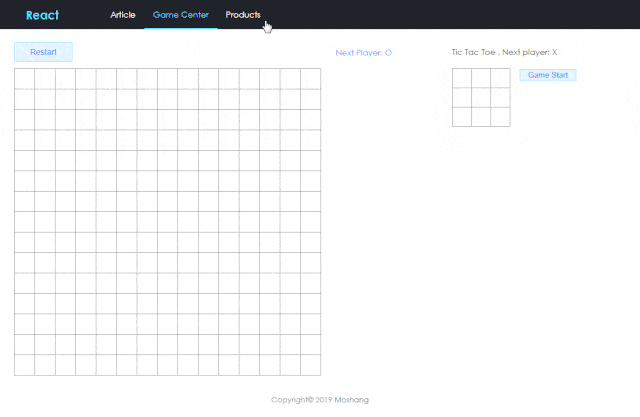 React Article Game Center Products
Restart
Next Player: O
Tic Tac Toe , Next player: X
Game Start
Copyright© 2019 Moshang